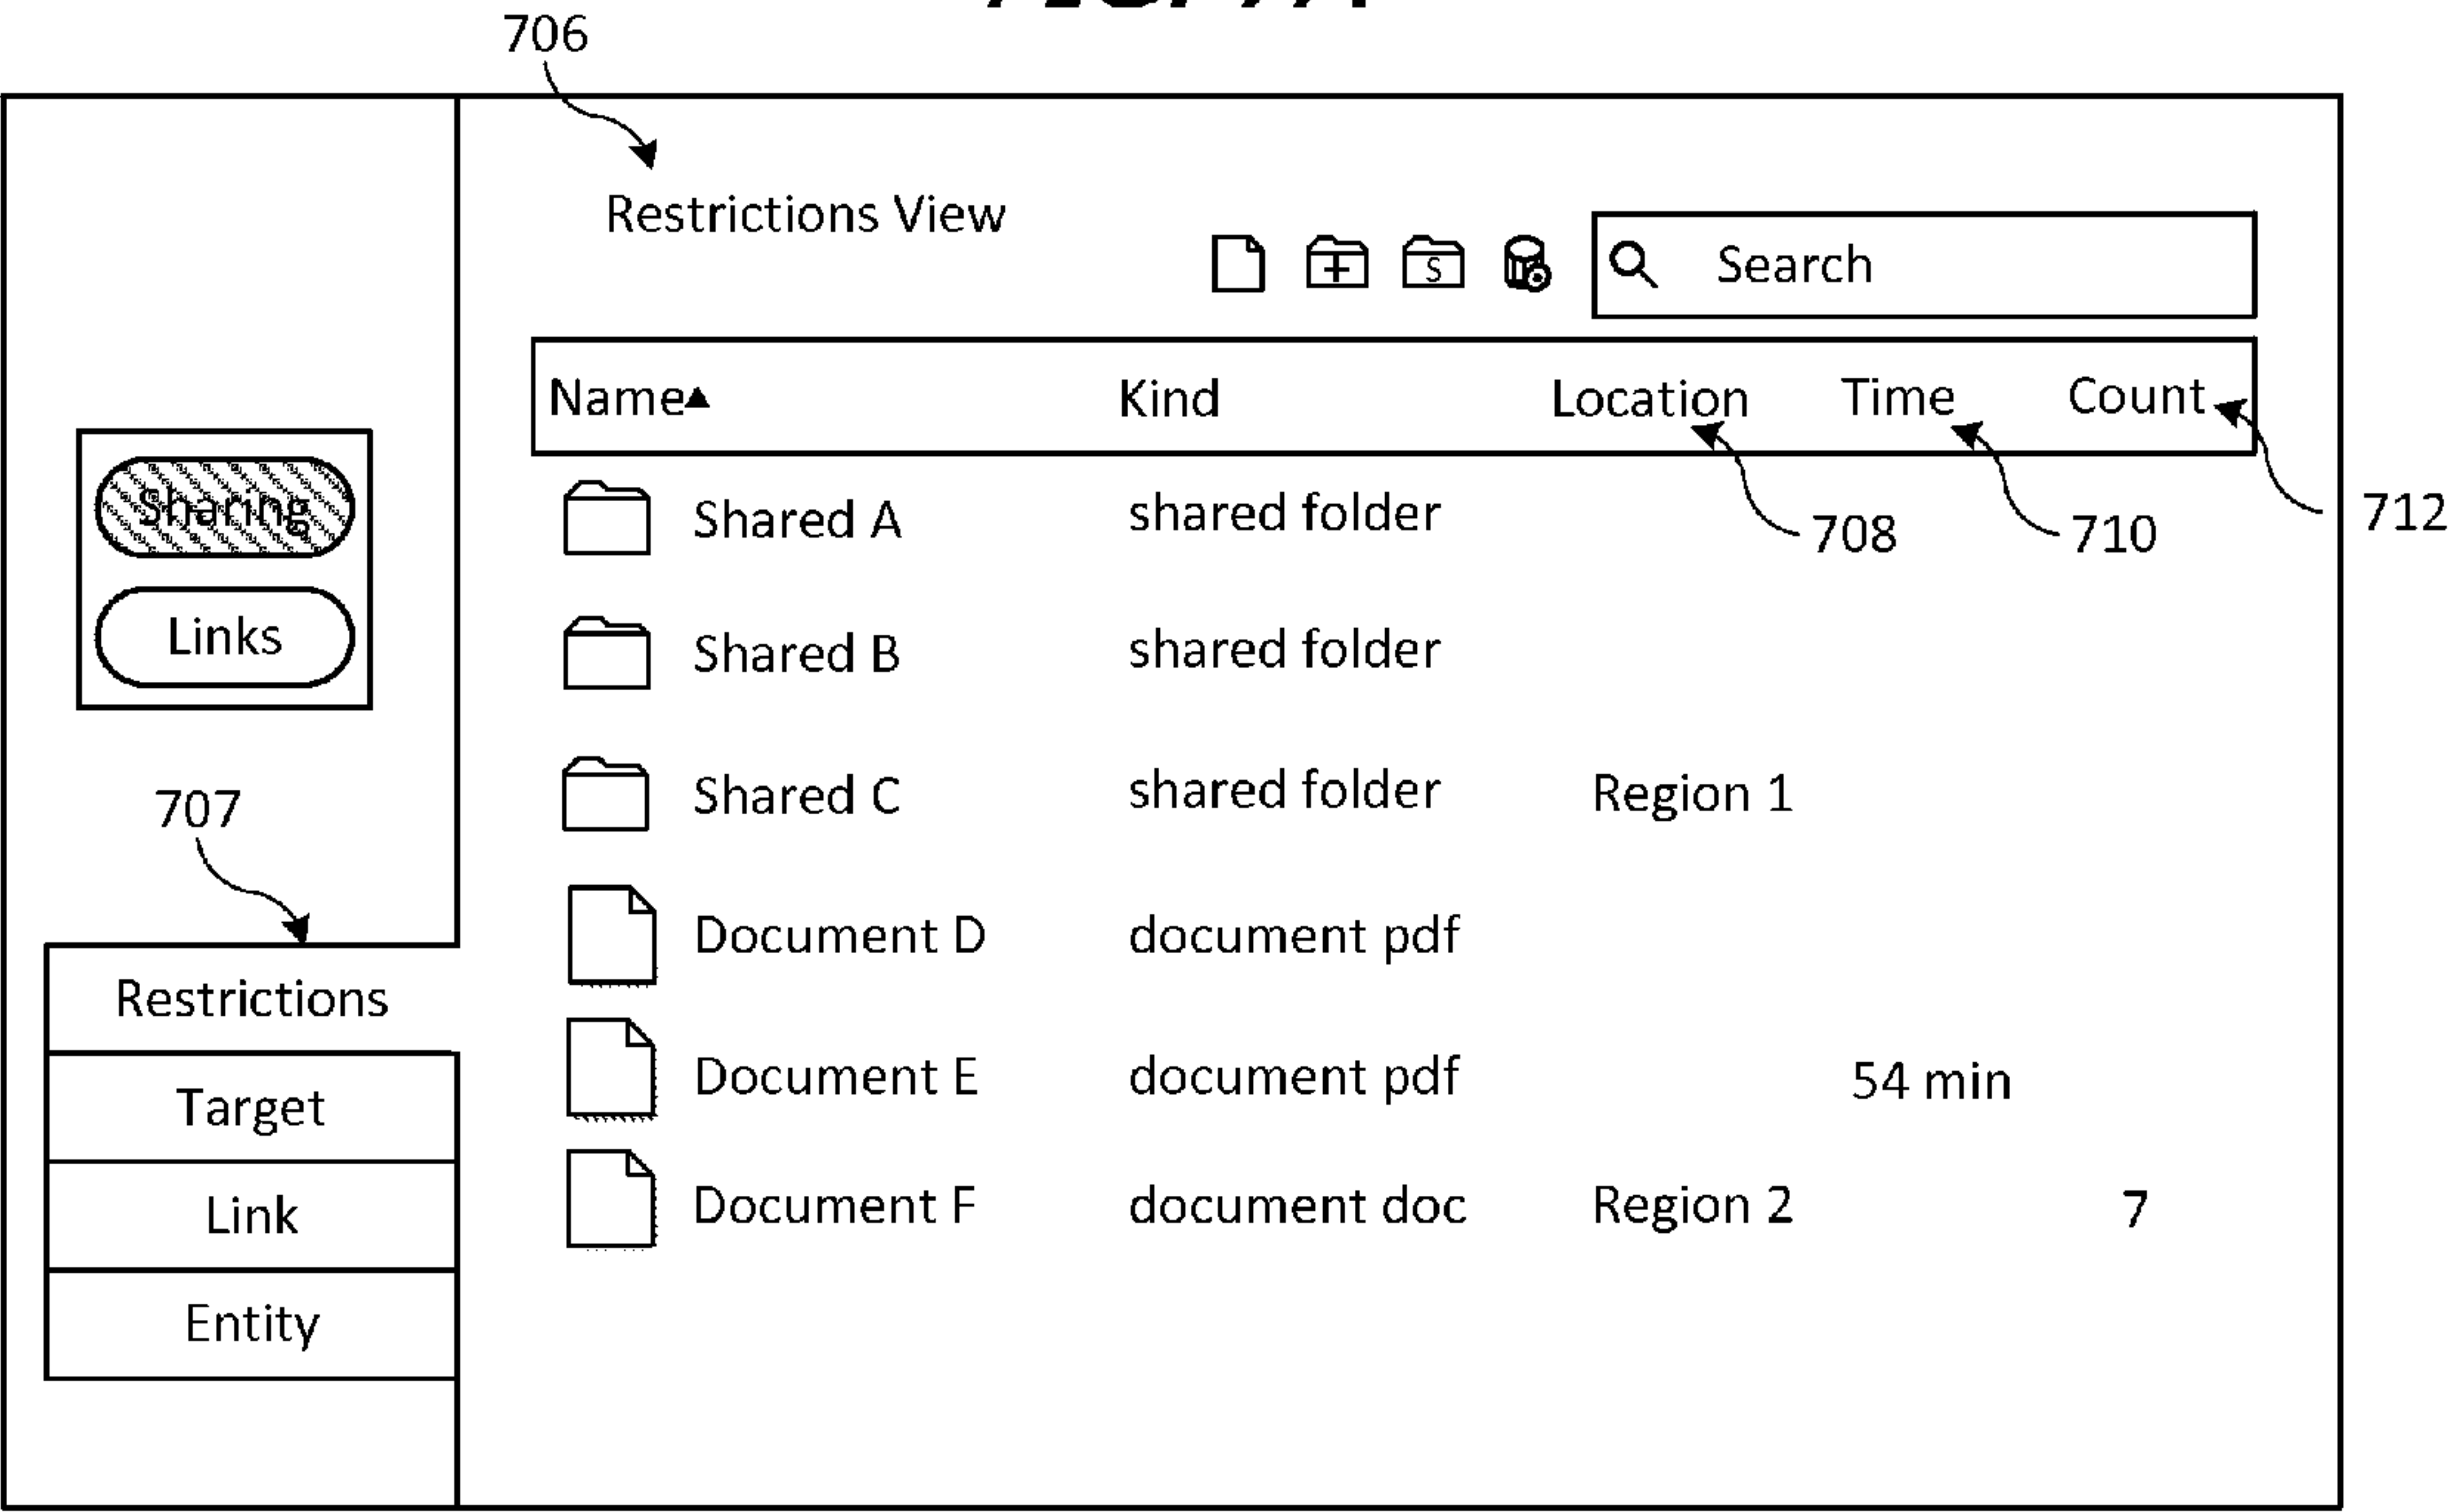 706
Restrictions View
Search
Name Kind Location Time Count
708 710 712
Sharing
Links
Shared A shared folder
Shared B shared folder
Shared C shared folder Region 1
Document D document pdf
Document E document pdf 54 min
Document F document doc Region 2 7
707
Restrictions
Target
Link
Entity